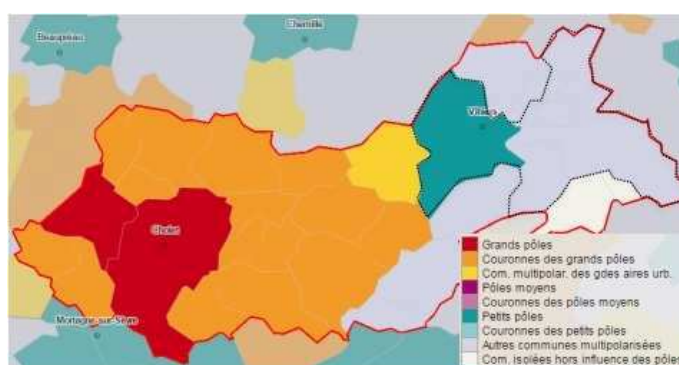 Beaupréau
Chemillé
Vihiers
Cholet
Mortagne-sur-Sèvre
Grands pôles
Couronnes des grands pôles
Com. multipolar. des gdes aires urb.
Pôles moyens
Couronnes des pôles moyens
Petits pôles
Couronnes des petits pôles
Autres communes multipolarisées
Com. isolées hors influence des pôles